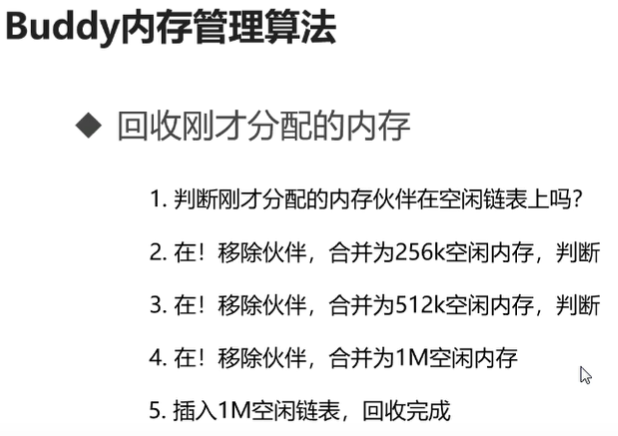 Buddy内存管理算法
◆ 回收刚才分配的内存
1. 判断刚才分配的内存伙伴在空闲链表上吗？
2. 在！移除伙伴，合并为256k空闲内存，判断
3. 在！移除伙伴，合并为512k空闲内存，判断
4. 在！移除伙伴，合并为1M空闲内存
5. 插入1M空闲链表，回收完成